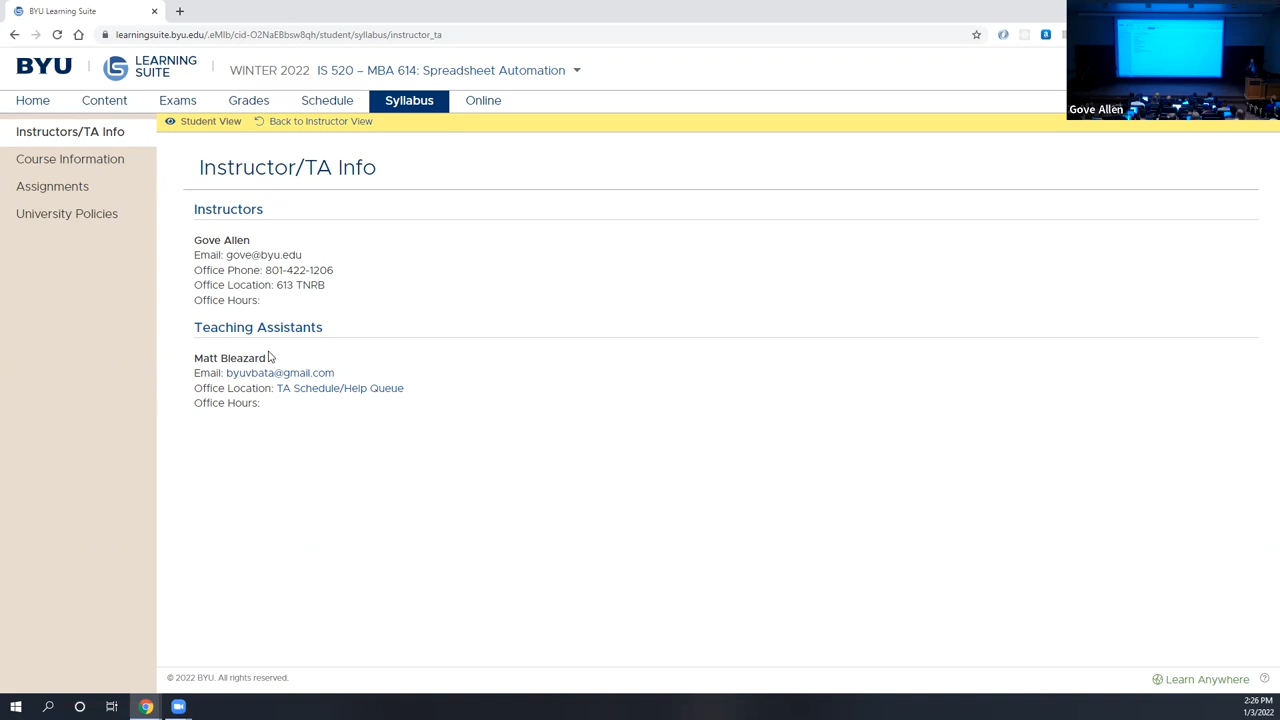 BYU Learning Suite
learningsuite.byu.edu/.eMlb/cid-O2NaEBbsw8qh/student/syllabus/instructor_ta
Gove Allen
BYU
LEARNING SUITE
WINTER 2022 IS 520 – MBA 614: Spreadsheet Automation
Home Content Exams Grades Schedule Syllabus Online
Student View Back to Instructor View
Instructors/TA Info
Course Information
Assignments
University Policies
Instructor/TA Info
Instructors
Gove Allen
Email: gove@byu.edu
Office Phone: 801-422-1206
Office Location: 613 TNRB
Office Hours:
Teaching Assistants
Matt Bleazard
Email: byuvbata@gmail.com
Office Location: TA Schedule/Help Queue
Office Hours:
© 2022 BYU. All rights reserved.
Learn Anywhere
2:26 PM
1/3/2022